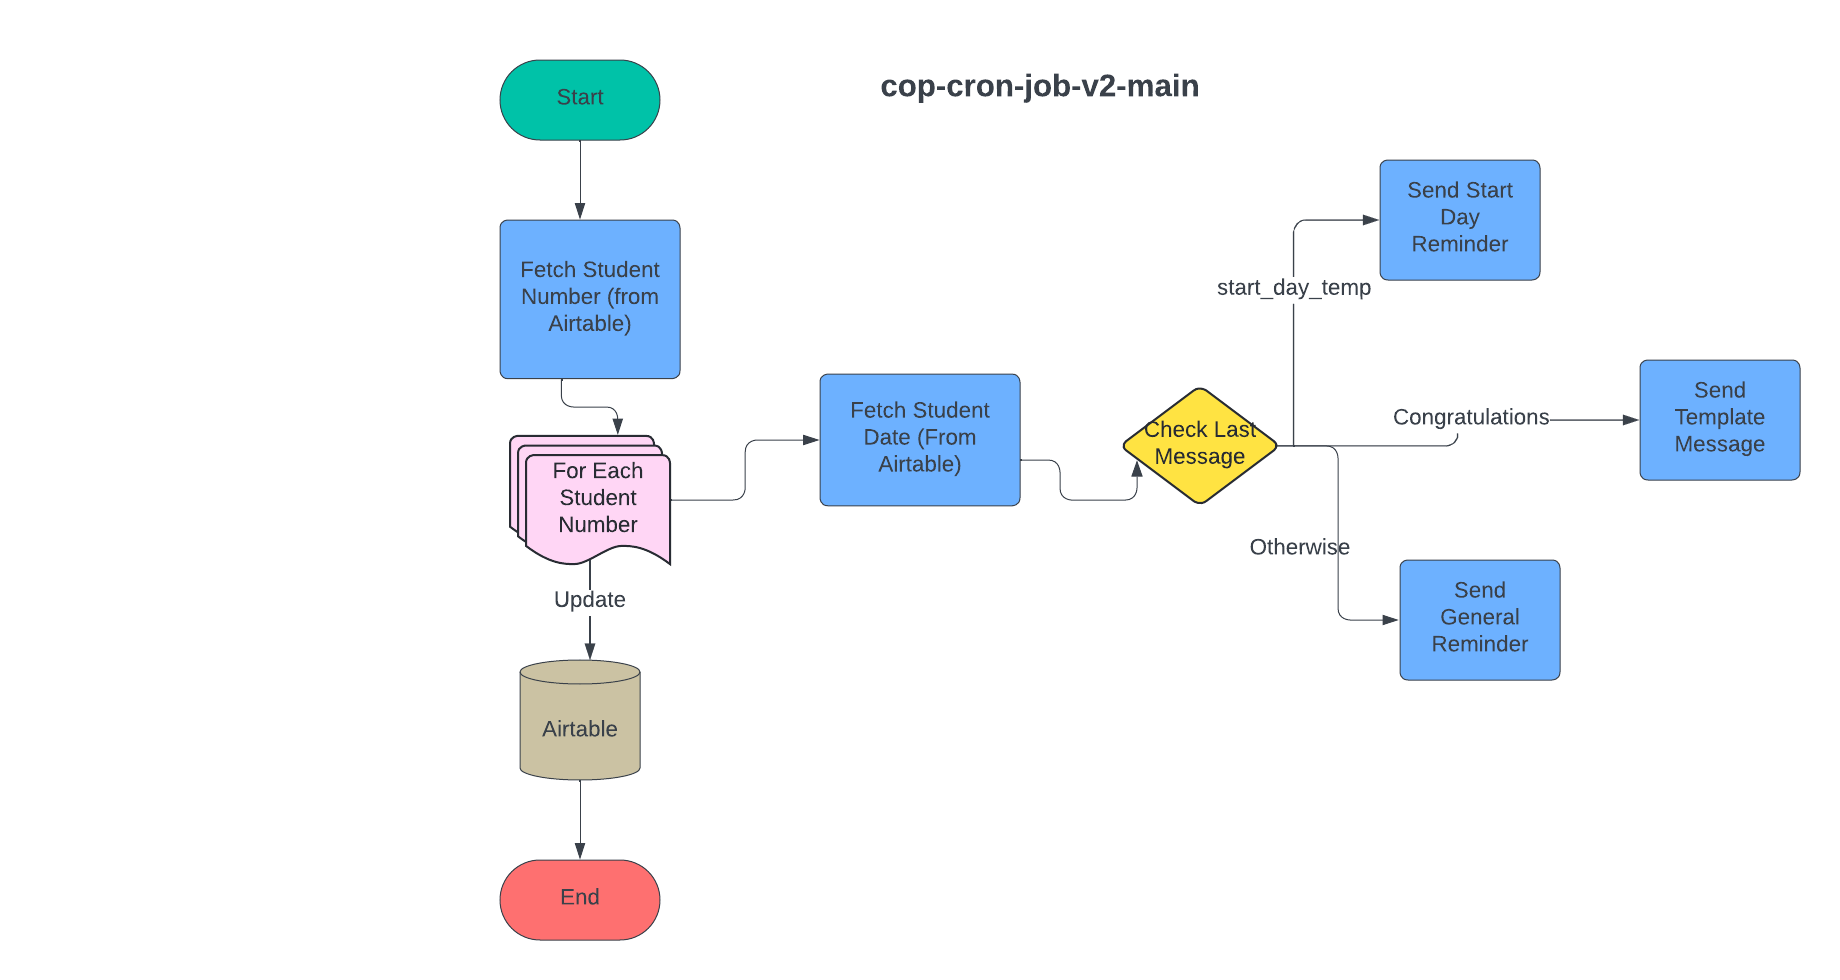 cop-cron-job-v2-main
Start
Fetch Student
Number (from
Airtable)
For Each
Student
Number
Update
Airtable
End
Fetch Student
Date (From
Airtable)
Check Last
Message
start_day_temp
Send Start
Day
Reminder
Congratulations
Send
Template
Message
Otherwise
Send
General
Reminder